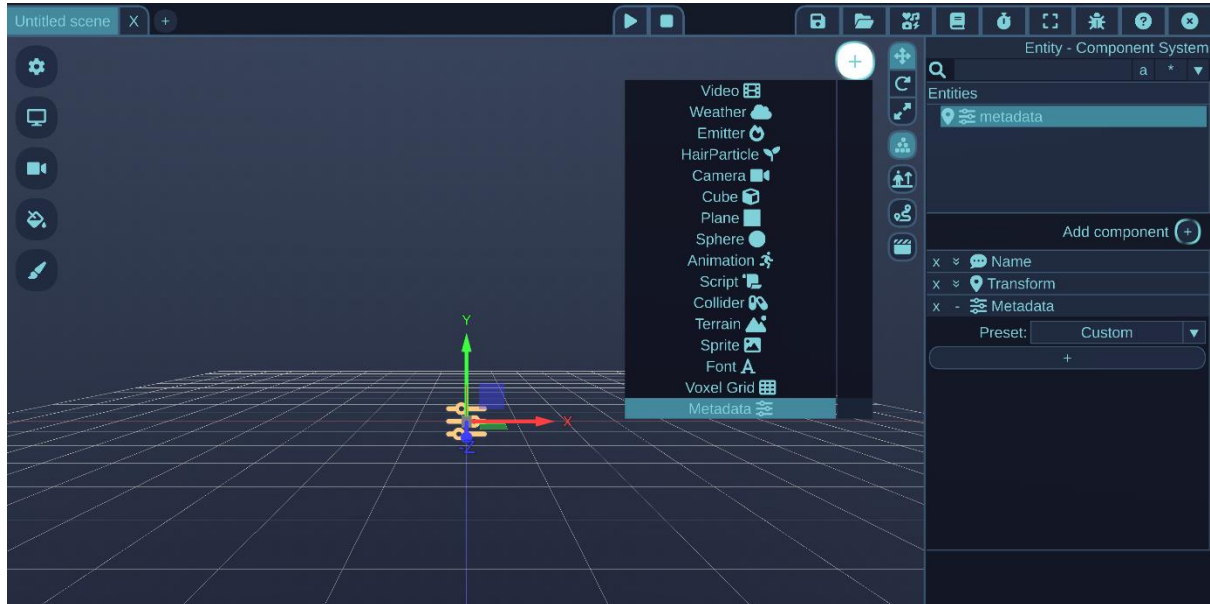 Untitled scene X +
Entity - Component System
a * ▼
Entities
metadata
Add component +
x Name
x Transform
x - Metadata
Preset: Custom ▼
+
+
Video
Weather
Emitter
HairParticle
Camera
Cube
Plane
Sphere
Animation
Script
Collider
Terrain
Sprite
Font A
Voxel Grid
Metadata
Y
X
Z